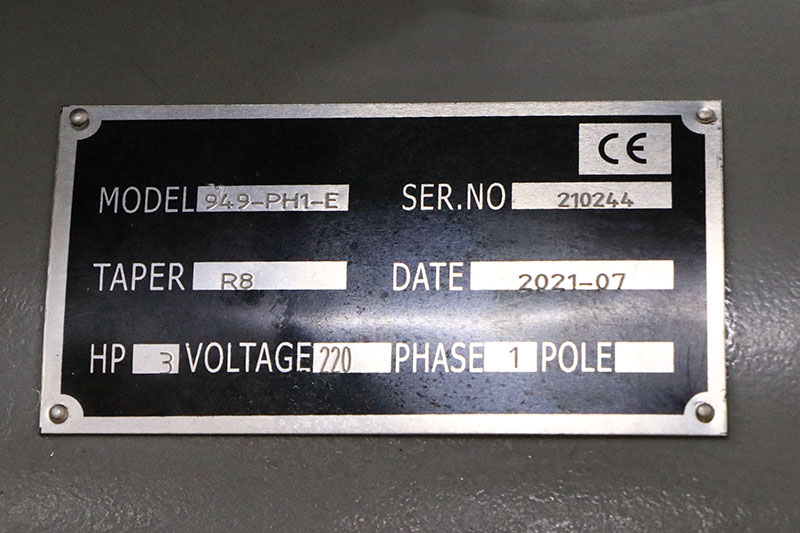 CE
MODEL 949-PH1-E SER.NO 210244
TAPER R8 DATE 2021-07
HP 3 VOLTAGE 220 PHASE 1 POLE